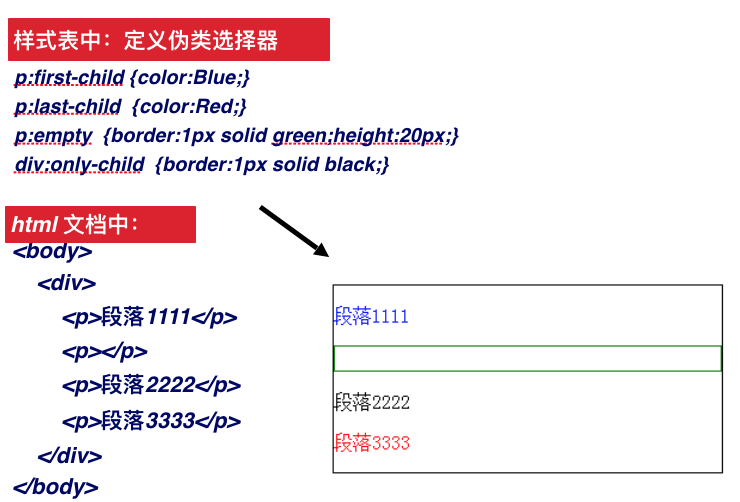 样式表中：定义伪类选择器
p:first-child {color:Blue;}
p:last-child  {color:Red;}
p:empty  {border:1px solid green;height:20px;}
div:only-child  {border:1px solid black;}
html 文档中：
<body>
<div>
<p>段落1111</p>
<p></p>
<p>段落2222</p>
<p>段落3333</p>
</div>
</body>
段落1111
段落2222
段落3333